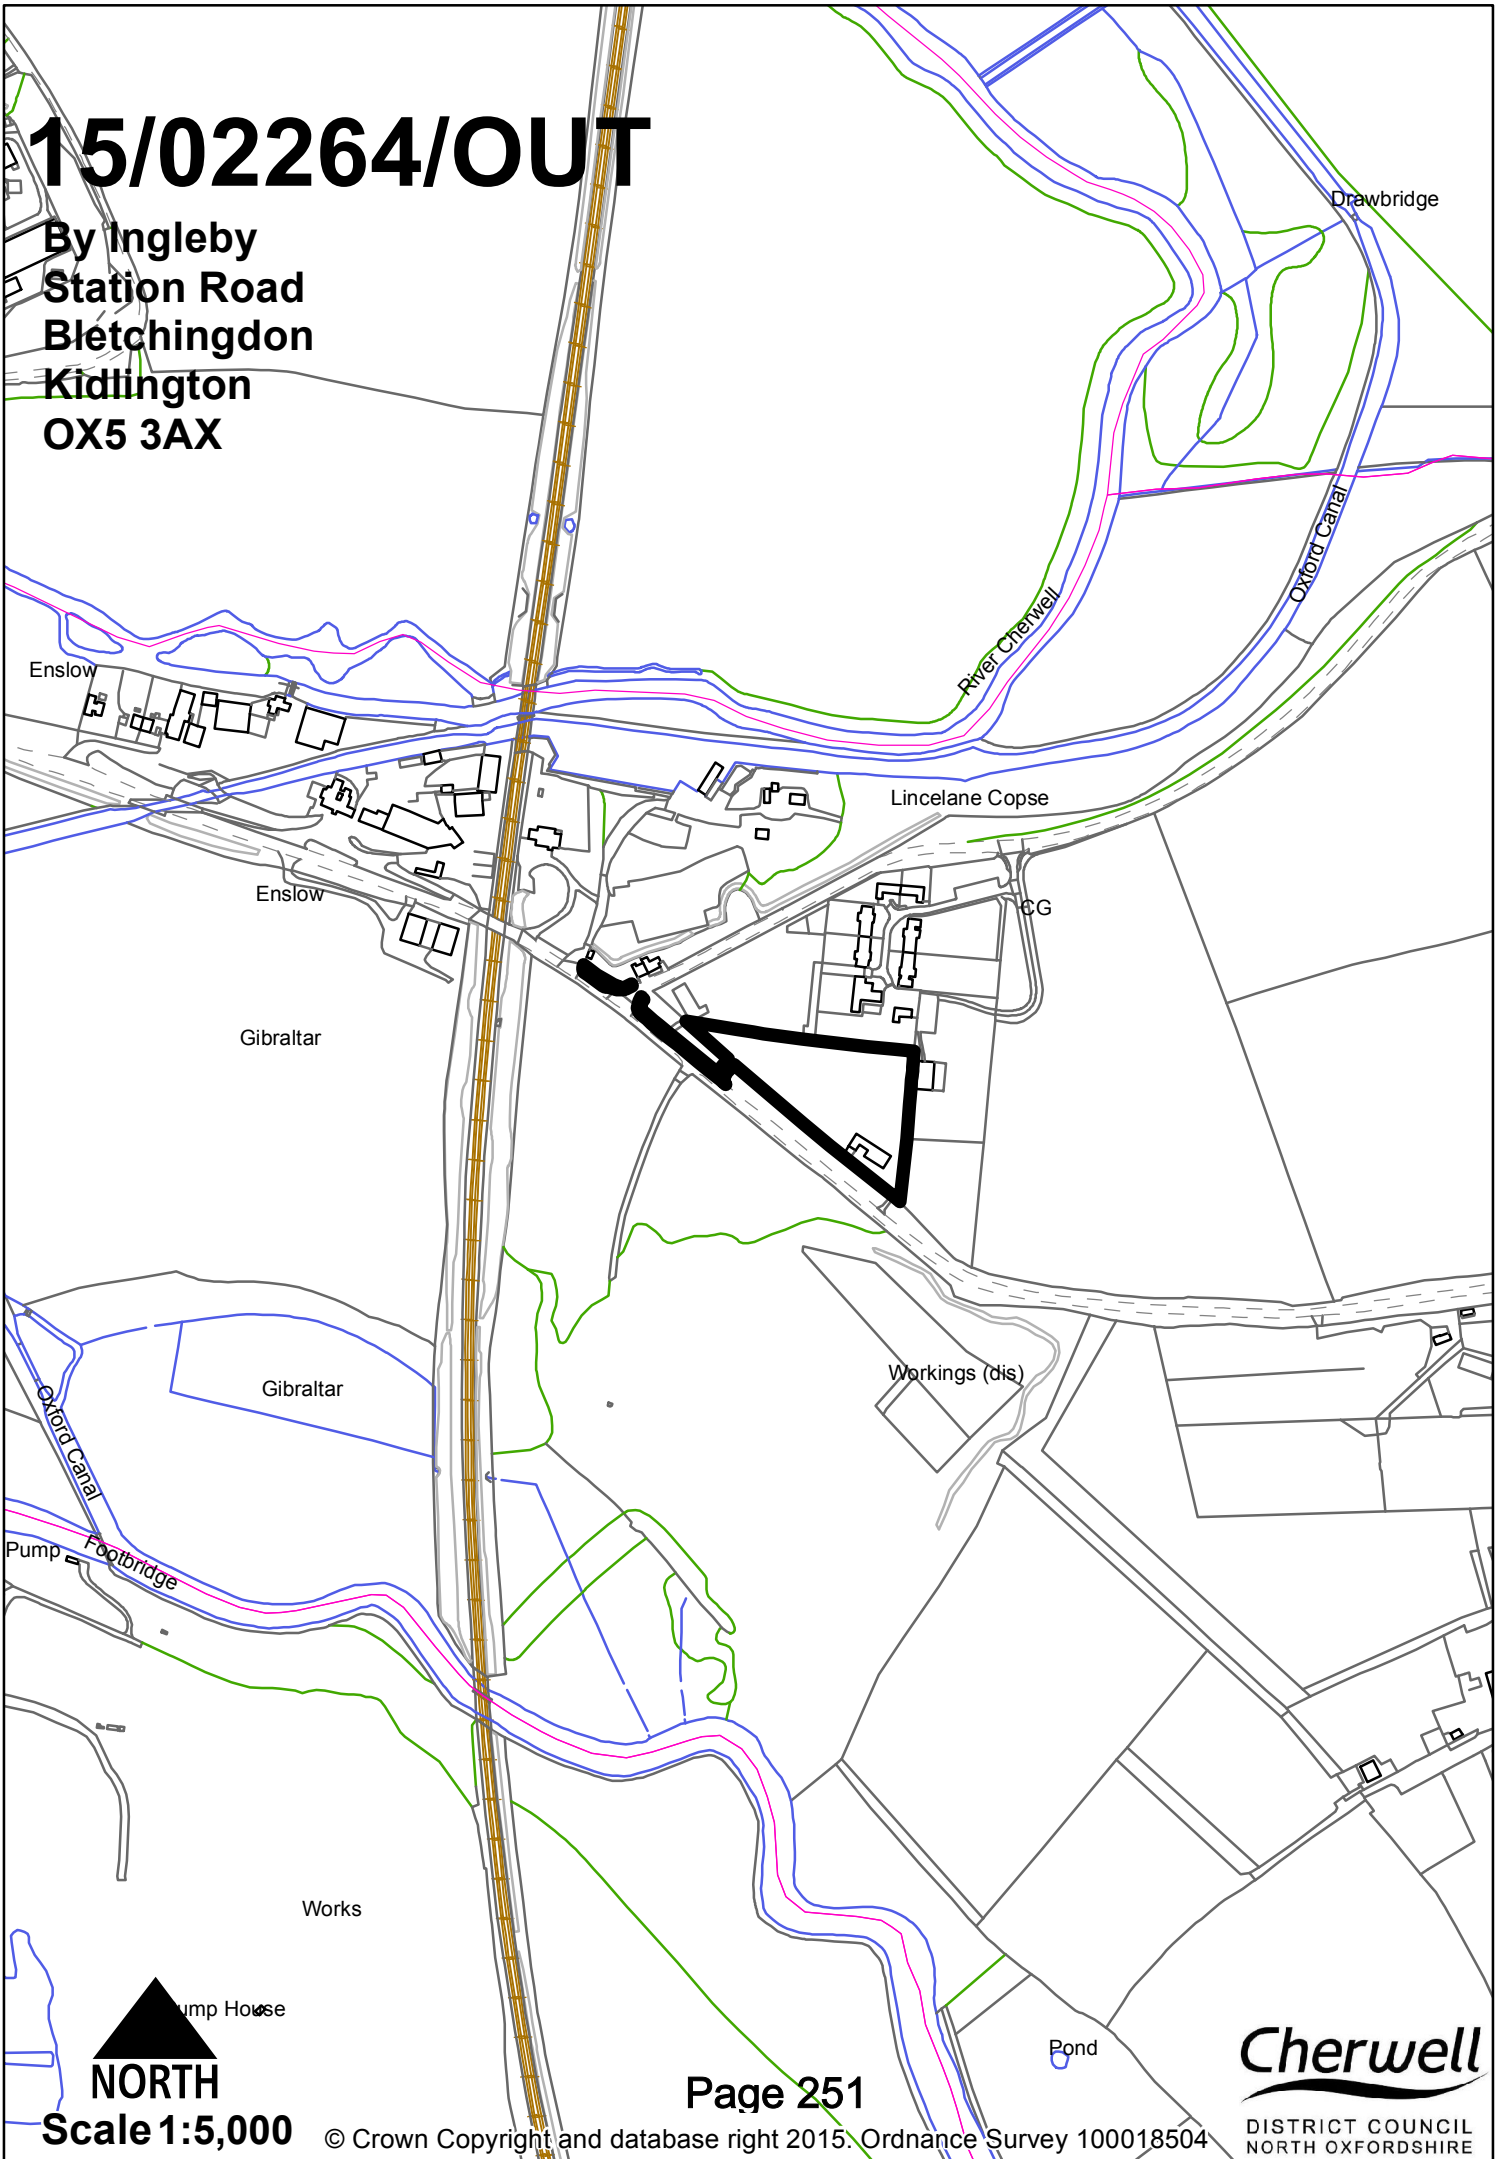 15/02264/OUT
By Ingleby
Station Road
Bletchingdon
Kidlington
OX5 3AX
Drawbridge
Oxford Canal
River Cherwell
Enslow
Lincelane Copse
Enslow
CG
Gibraltar
Workings (dis)
Gibraltar
Oxford Canal
Pump
Footbridge
Works
ump House
Pond
NORTH
Scale 1:5,000
Page 251
© Crown Copyright and database right 2015. Ordnance Survey 100018504
Cherwell
DISTRICT COUNCIL
NORTH OXFORDSHIRE